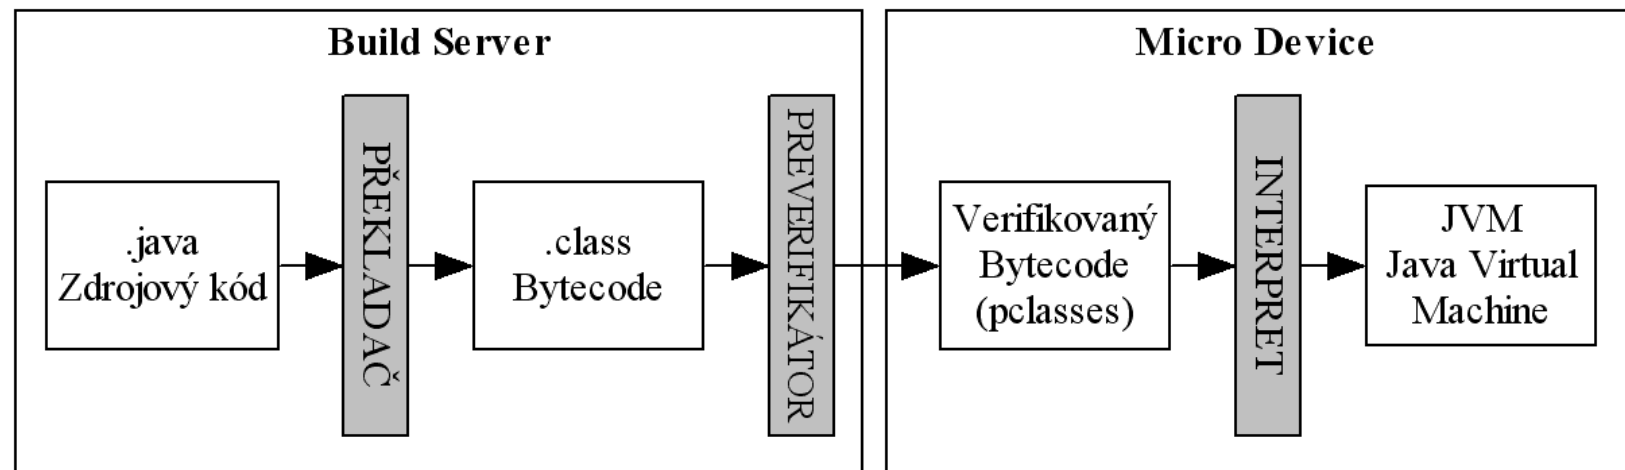 Build Server
.java
Zdrojový kód
PŘEKLADAČ
.class
Bytecode
PREVERIFIKÁTOR
Micro Device
Verifikovaný
Bytecode
(pclasses)
INTERPRET
JVM
Java Virtual
Machine